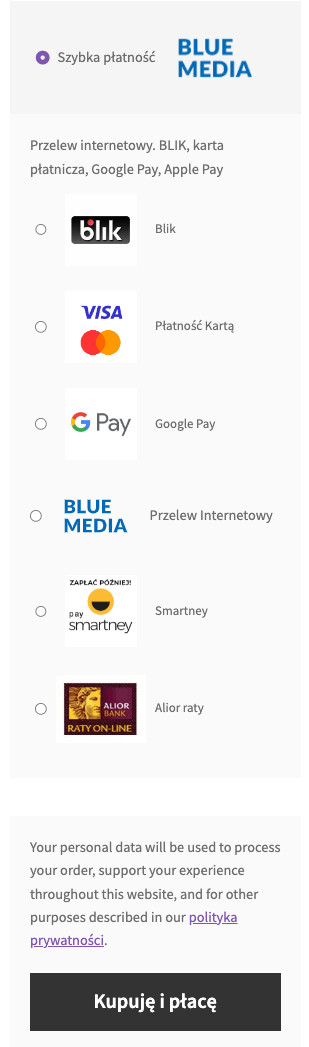 Szybka płatność
BLUE
MEDIA
Przelew internetowy. BLIK, karta
płatnicza, Google Pay, Apple Pay
blik
Blik
VISA
Płatność Kartą
G Pay
Google Pay
BLUE
MEDIA
Przelew Internetowy
ZAPŁAĆ PÓŹNIEJ!
pay
smartney
Smartney
ALIOR
BANK
RATY ON-LINE
Alior raty
Your personal data will be used to process
your order, support your experience
throughout this website, and for other
purposes described in our polityka
prywatności.
Kupuję i płacę